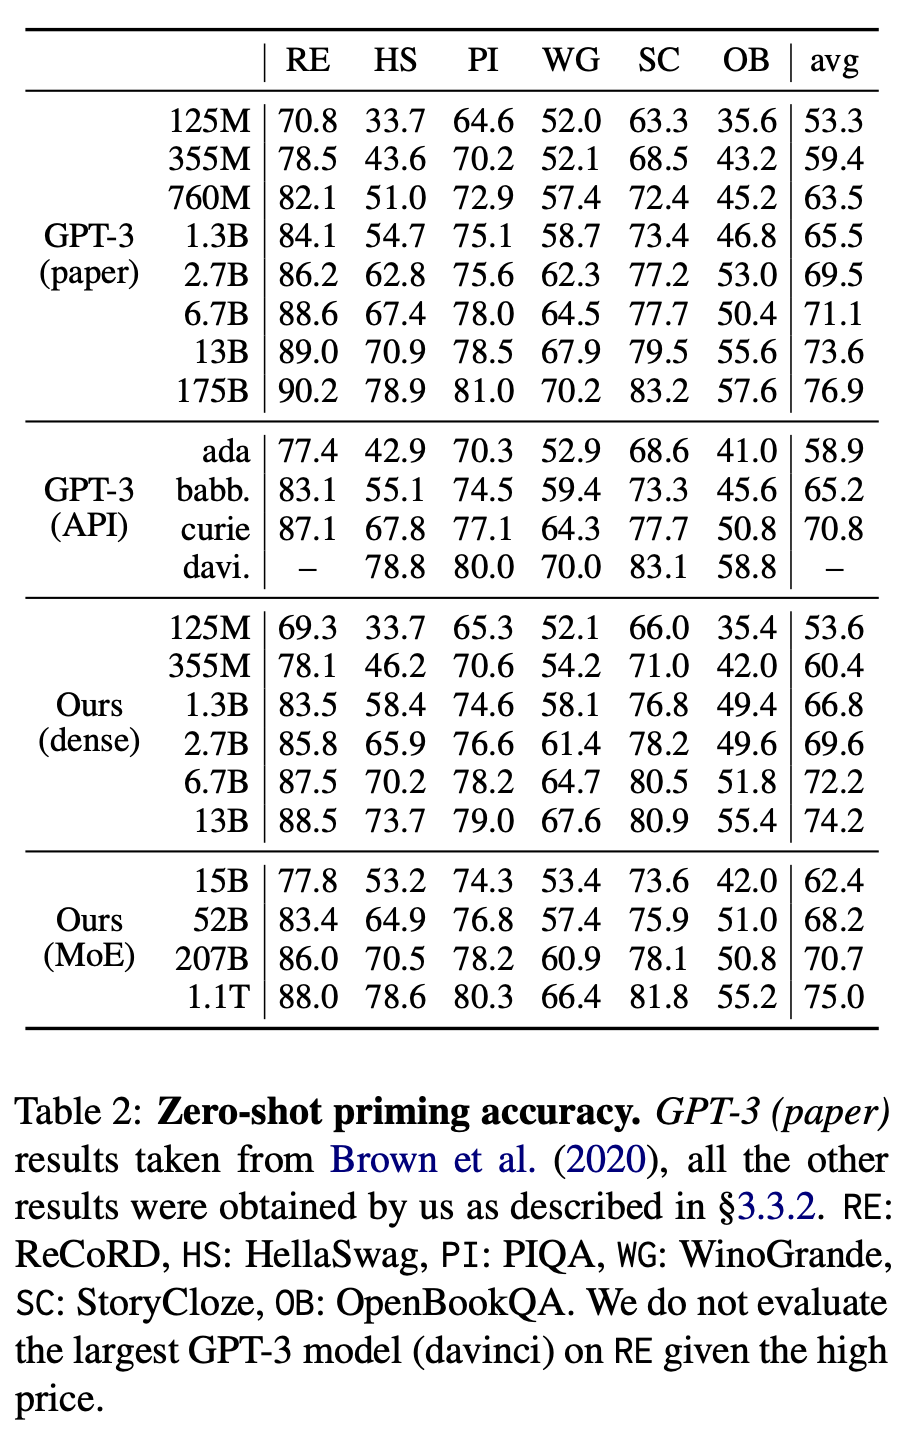 RE HS PI WG SC OB avg
125M 70.8 33.7 64.6 52.0 63.3 35.6 53.3
355M 78.5 43.6 70.2 52.1 68.5 43.2 59.4
760M 82.1 51.0 72.9 57.4 72.4 45.2 63.5
GPT-3 1.3B 84.1 54.7 75.1 58.7 73.4 46.8 65.5
(paper) 2.7B 86.2 62.8 75.6 62.3 77.2 53.0 69.5
6.7B 88.6 67.4 78.0 64.5 77.7 50.4 71.1
13B 89.0 70.9 78.5 67.9 79.5 55.6 73.6
175B 90.2 78.9 81.0 70.2 83.2 57.6 76.9
ada 77.4 42.9 70.3 52.9 68.6 41.0 58.9
GPT-3 babb. 83.1 55.1 74.5 59.4 73.3 45.6 65.2
(API) curie 87.1 67.8 77.1 64.3 77.7 50.8 70.8
davi. – 78.8 80.0 70.0 83.1 58.8 –
125M 69.3 33.7 65.3 52.1 66.0 35.4 53.6
355M 78.1 46.2 70.6 54.2 71.0 42.0 60.4
Ours 1.3B 83.5 58.4 74.6 58.1 76.8 49.4 66.8
(dense) 2.7B 85.8 65.9 76.6 61.4 78.2 49.6 69.6
6.7B 87.5 70.2 78.2 64.7 80.5 51.8 72.2
13B 88.5 73.7 79.0 67.6 80.9 55.4 74.2
15B 77.8 53.2 74.3 53.4 73.6 42.0 62.4
Ours 52B 83.4 64.9 76.8 57.4 75.9 51.0 68.2
(MoE) 207B 86.0 70.5 78.2 60.9 78.1 50.8 70.7
1.1T 88.0 78.6 80.3 66.4 81.8 55.2 75.0
Table 2: Zero-shot priming accuracy. GPT-3 (paper)
results taken from Brown et al. (2020), all the other
results were obtained by us as described in §3.3.2. RE:
ReCoRD, HS: HellaSwag, PI: PIQA, WG: WinoGrande,
SC: StoryCloze, OB: OpenBookQA. We do not evaluate
the largest GPT-3 model (davinci) on RE given the high
price.